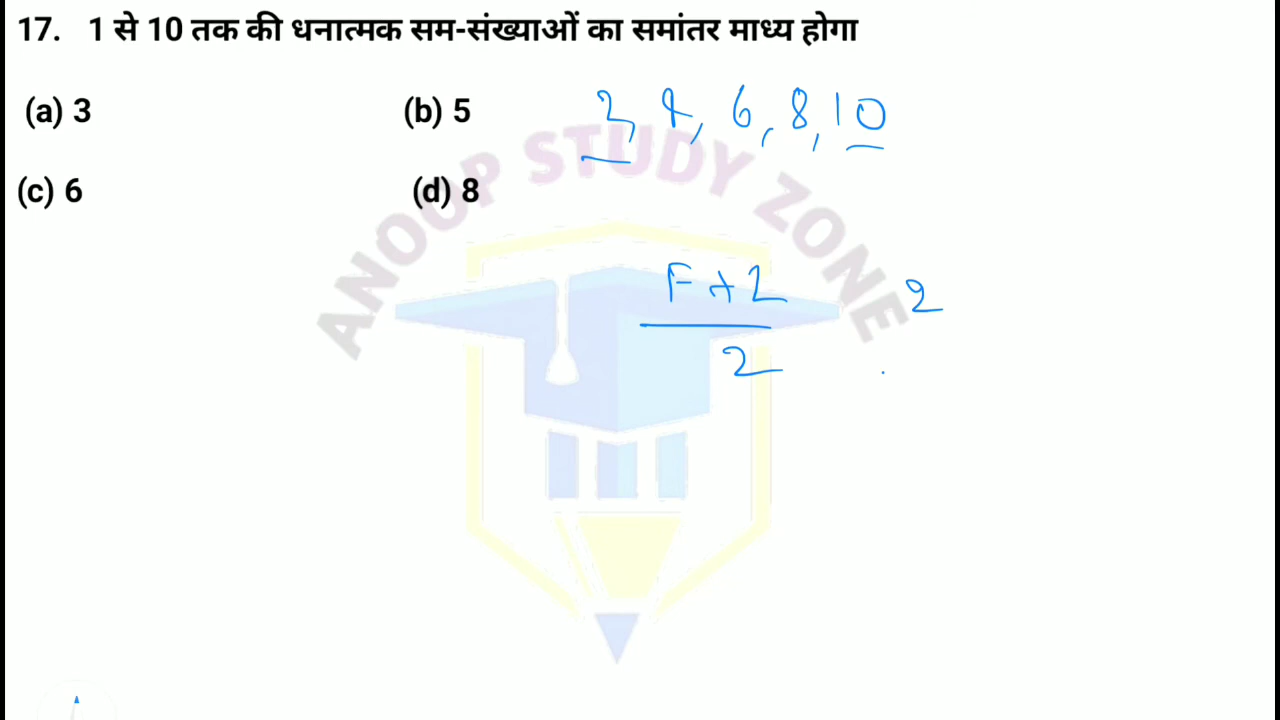 17. 1 से 10 तक की धनात्मक सम-संख्याओं का समांतर माध्य होगा
(a) 3 (b) 5 2, 4, 6, 8, 10
(c) 6 (d) 8
ANOOP STUDY ZONE
F + L 2
2